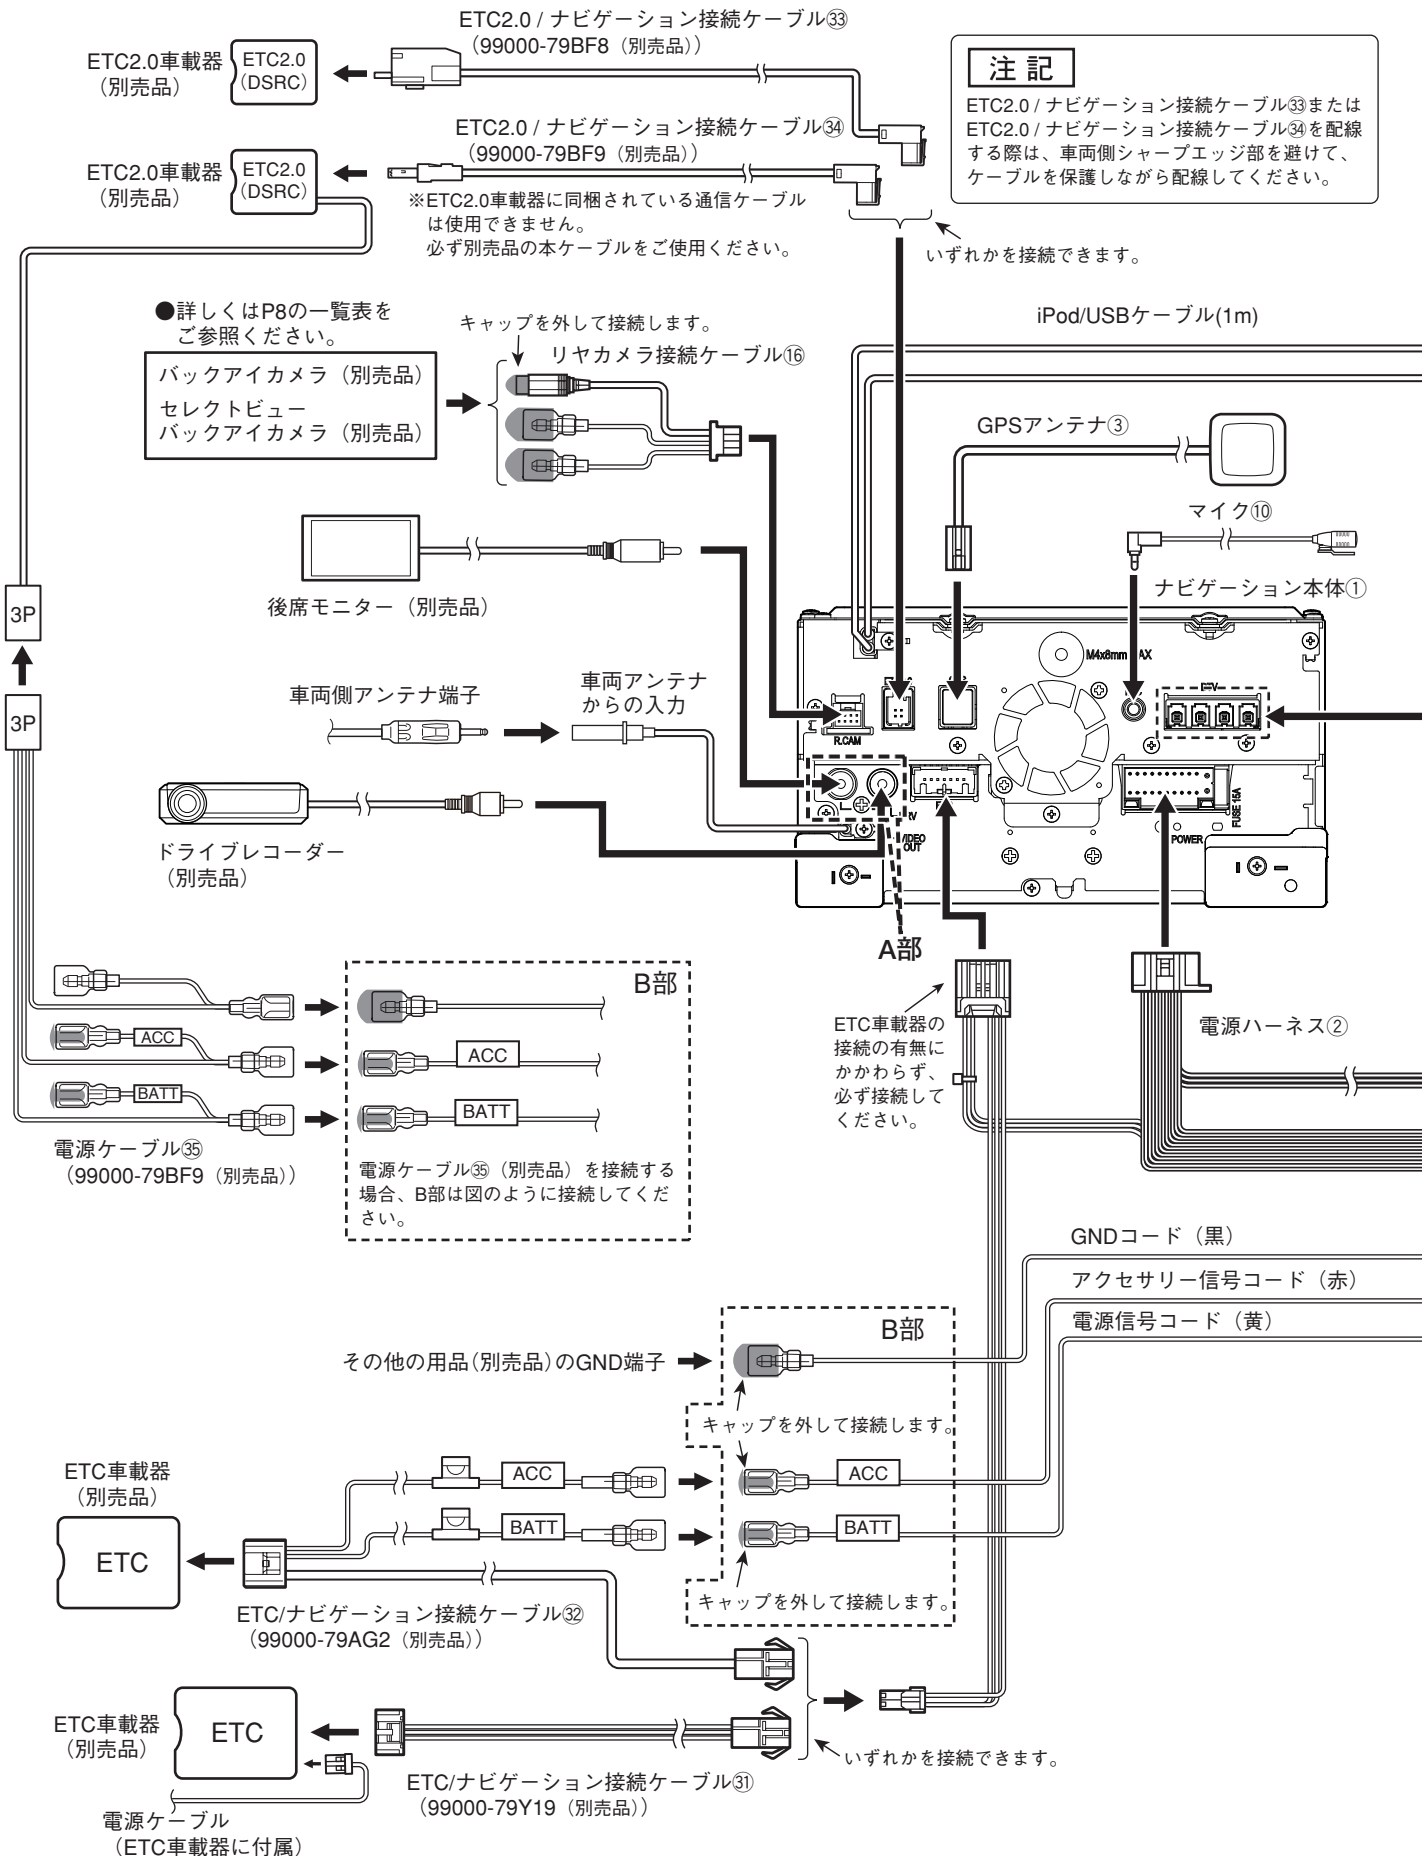 ETC2.0 / ナビゲーション接続ケーブル㉝
（99000-79BF8（別売品））
ETC2.0車載器
（別売品）
ETC2.0
(DSRC)
注 記
ETC2.0 / ナビゲーション接続ケーブル㉝または
ETC2.0 / ナビゲーション接続ケーブル㉞を配線
する際は、車両側シャープエッジ部を避けて、
ケーブルを保護しながら配線してください。
ETC2.0 / ナビゲーション接続ケーブル㉞
（99000-79BF9（別売品））
ETC2.0車載器
（別売品）
ETC2.0
(DSRC)
※ETC2.0車載器に同梱されている通信ケーブル
は使用できません。
必ず別売品の本ケーブルをご使用ください。
いずれかを接続できます。
●詳しくはP8の一覧表を
ご参照ください。
バックアイカメラ（別売品）
セレクトビュー
バックアイカメラ（別売品）
キャップを外して接続します。
リヤカメラ接続ケーブル⑯
iPod/USBケーブル(1m)
GPSアンテナ③
マイク⑩
ナビゲーション本体①
後席モニター（別売品）
3P
3P
M4x8mm
AX
R.CAM
車両側アンテナ端子
車両アンテナ
からの入力
ドライブレコーダー
（別売品）
RV
VIDEO
OUT
POWER
FUSE 15A
A部
B部
ACC
ACC
BATT
BATT
電源ケーブル㉟
（99000-79BF9（別売品））
電源ケーブル㉟（別売品）を接続する
場合、B部は図のように接続してくだ
さい。
ETC車載器の
接続の有無に
かかわらず、
必ず接続して
ください。
電源ハーネス②
GNDコード（黒）
アクセサリー信号コード（赤）
電源信号コード（黄）
B部
その他の用品(別売品)のGND端子
キャップを外して接続します。
ETC車載器
（別売品）
ETC
ACC
ACC
BATT
BATT
キャップを外して接続します。
ETC/ナビゲーション接続ケーブル㉜
（99000-79AG2（別売品））
ETC車載器
（別売品）
ETC
いずれかを接続できます。
ETC/ナビゲーション接続ケーブル㉛
（99000-79Y19（別売品））
電源ケーブル
（ETC車載器に付属）